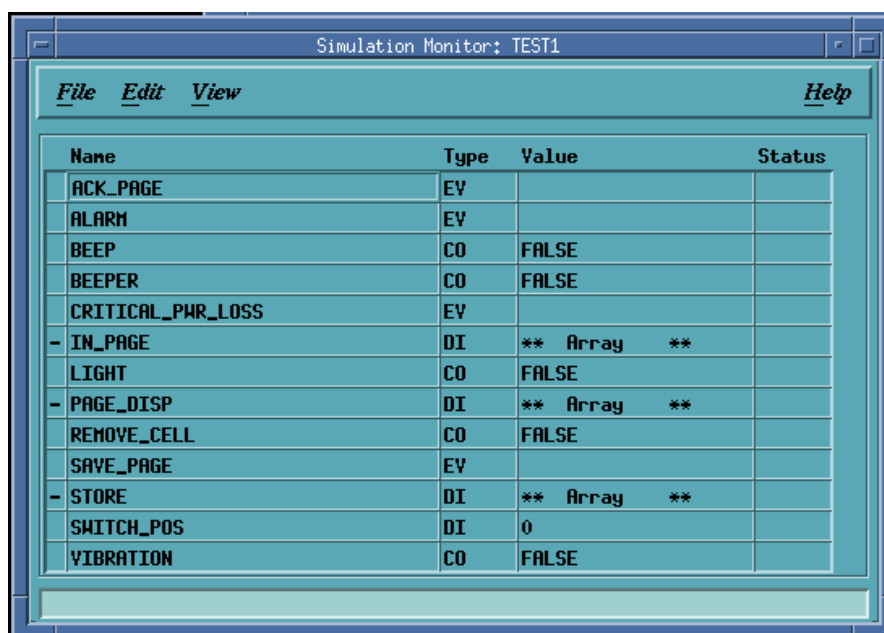 Simulation Monitor: TEST1
File Edit View Help
Name Type Value Status
ACK_PAGE EV
ALARM EV
BEEP CO FALSE
BEEPER CO FALSE
CRITICAL_PWR_LOSS EV
- IN_PAGE DI ** Array **
LIGHT CO FALSE
- PAGE_DISP DI ** Array **
REMOVE_CELL CO FALSE
SAVE_PAGE EV
- STORE DI ** Array **
SWITCH_POS DI 0
VIBRATION CO FALSE